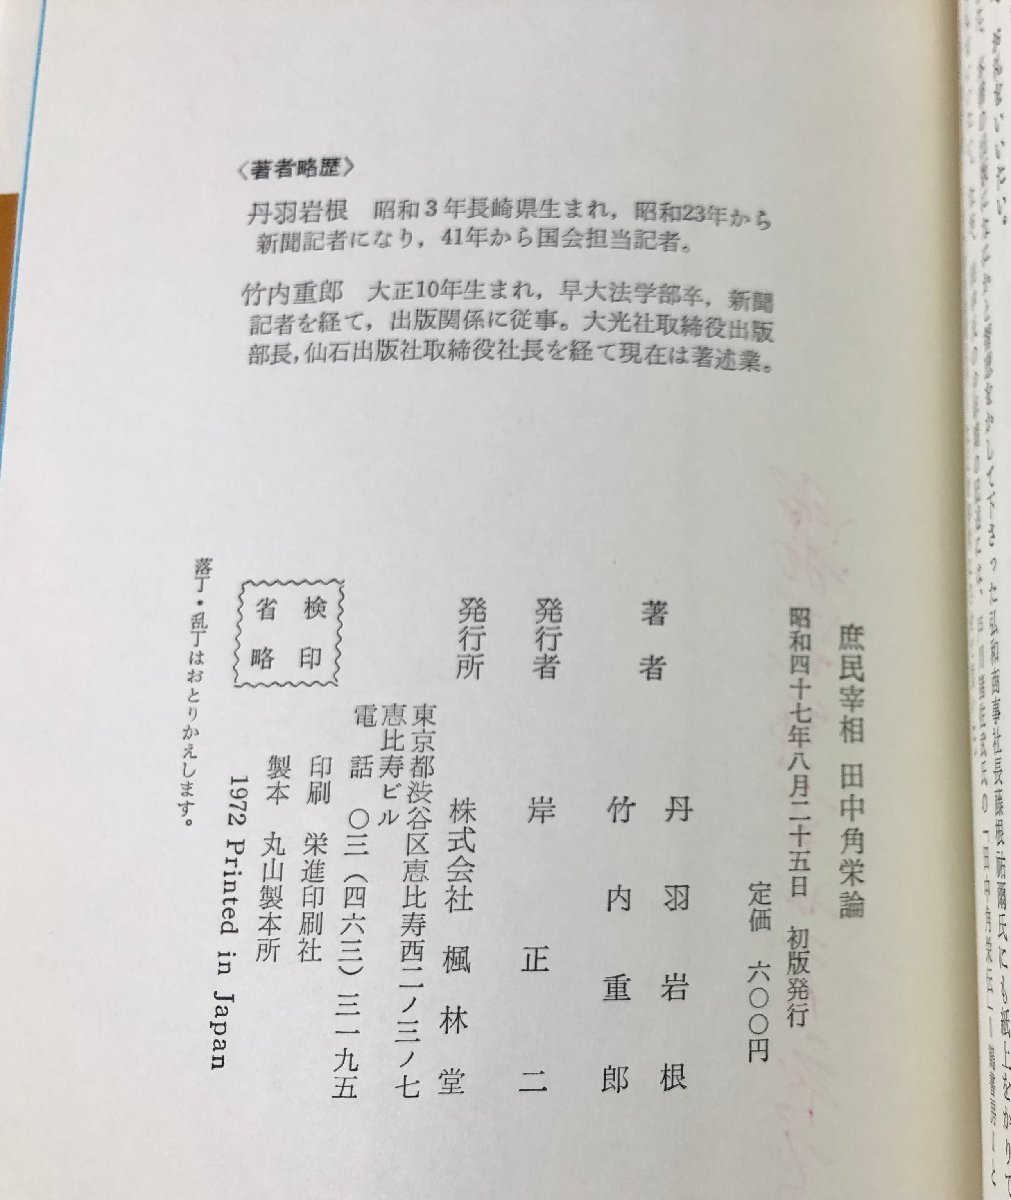 〈著者略歴〉
丹羽岩根 昭和3年長崎県生まれ，昭和23年から
新聞記者になり，41年から国会担当記者。
竹内重郎 大正10年生まれ，早大法学部卒，新聞
記者を経て，出版関係に従事。大光社取締役出版
部長，仙石出版社取締役社長を経て現在は著述業。
庶民宰相 田中角栄論
昭和四十七年八月二十五日 初版発行
定価 六〇〇円
著者 丹羽岩根
竹内重郎
発行者 岸正二
発行所 株式会社 楓林堂
東京都渋谷区恵比寿西二ノ三ノ七
恵比寿ビル
電話 〇三（四六三）三一九五
検印
省略
印刷 栄進印刷社
製本 丸山製本所
1972 Printed in Japan
落丁・乱丁はおとりかえします。